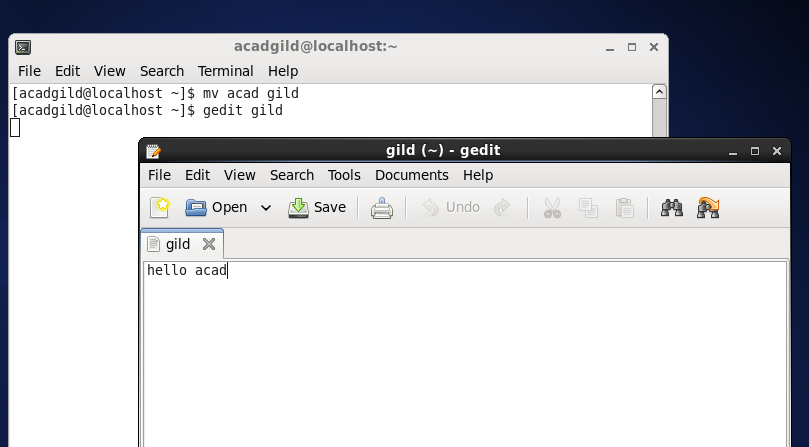 acadgild@localhost:~
File Edit View Search Terminal Help
[acadgild@localhost ~]$ mv acad gild
[acadgild@localhost ~]$ gedit gild
gild (~) - gedit
File Edit View Search Tools Documents Help
Open Save Undo
gild
hello acad